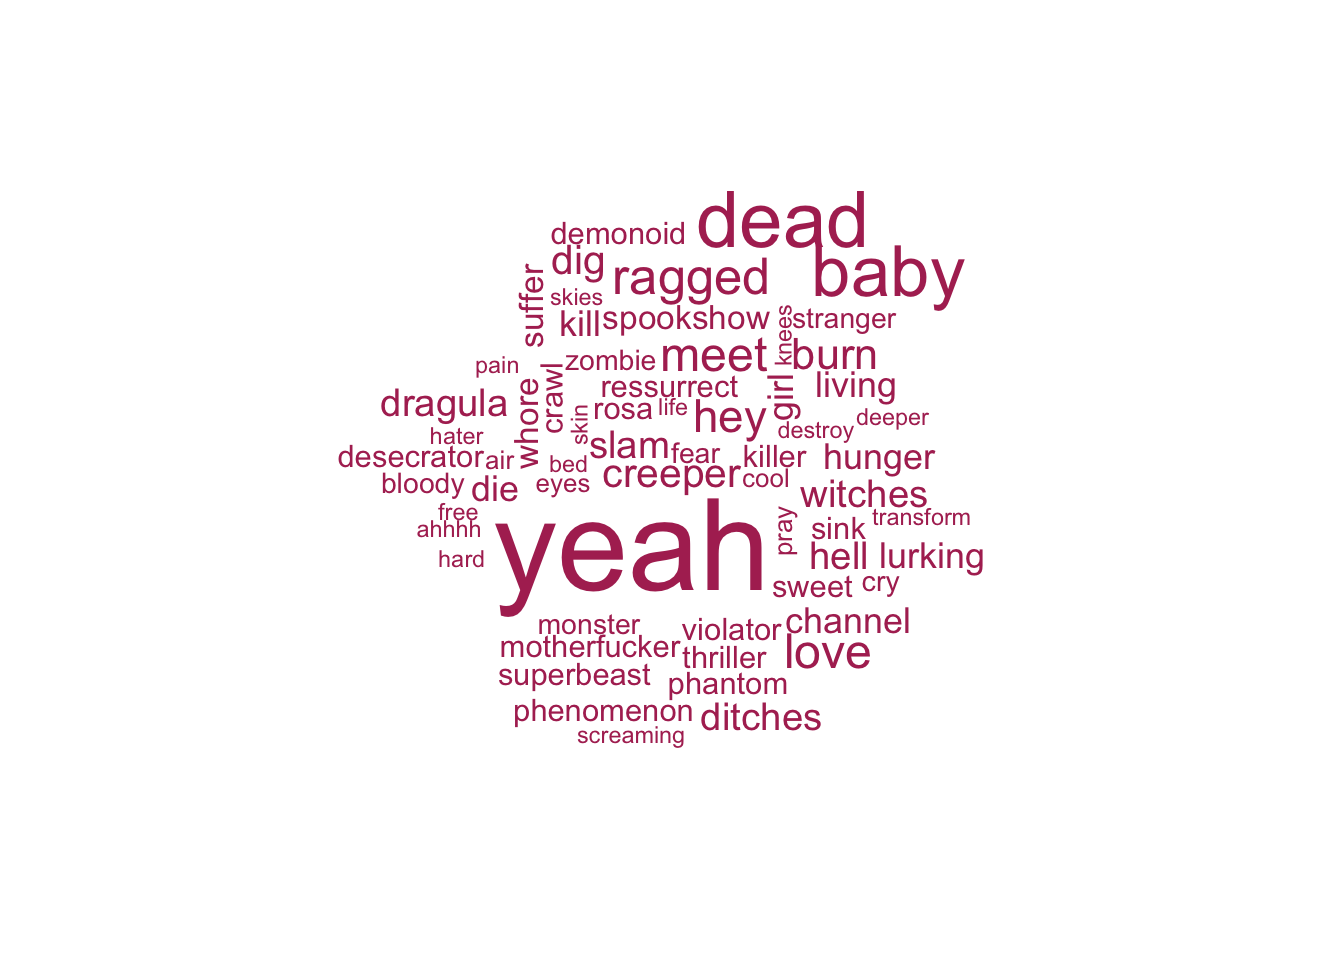 dead
demonoid
baby
dig
ragged
suffer
skies
kill
spookshow
knees
stranger
meet
burn
zombie
pain
crawl
ressurrect
girl
living
whore
dragula
skin
rosa
life
hey
deeper
destroy
hater
slam
desecrator
air
bed
fear
killer
hunger
creeper
cool
bloody
die
eyes
witches
free
yeah
pray
sink
transform
ahhhh
hard
hell
lurking
sweet
cry
monster
violator
channel
motherfucker
thriller
love
superbeast
phantom
phenomenon
ditches
screaming